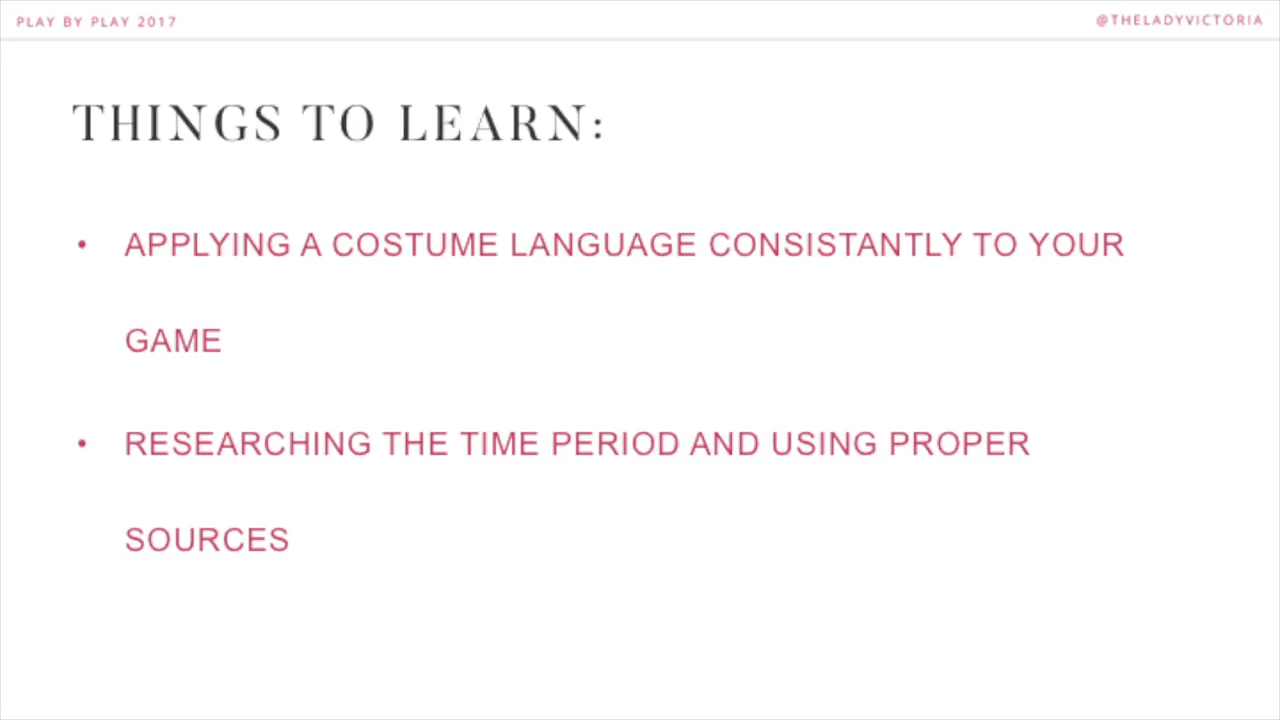 PLAY BY PLAY 2017
@THELADYVICTORIA
THINGS TO LEARN:
• APPLYING A COSTUME LANGUAGE CONSISTANTLY TO YOUR
GAME
• RESEARCHING THE TIME PERIOD AND USING PROPER
SOURCES